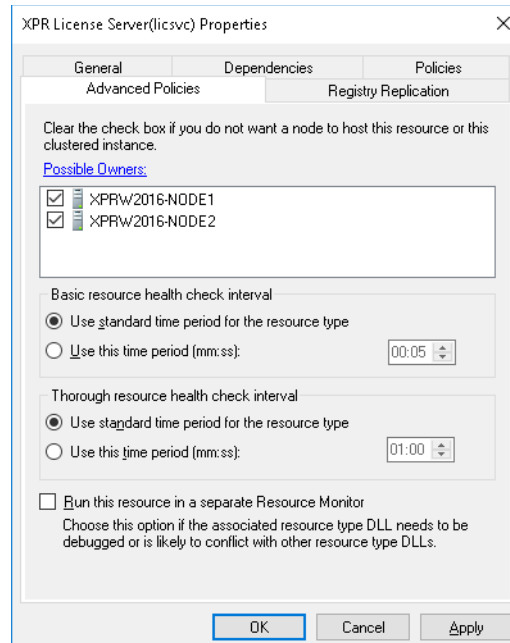 XPR License Server(licsvc) Properties
General Dependencies Policies
Advanced Policies Registry Replication
Clear the check box if you do not want a node to host this resource or this
clustered instance.
Possible Owners:
XPRW2016-NODE1
XPRW2016-NODE2
Basic resource health check interval
Use standard time period for the resource type
Use this time period (mm:ss): 00:05
Thorough resource health check interval
Use standard time period for the resource type
Use this time period (mm:ss): 01:00
Run this resource in a separate Resource Monitor
Choose this option if the associated resource type DLL needs to be
debugged or is likely to conflict with other resource type DLLs.
OK Cancel Apply